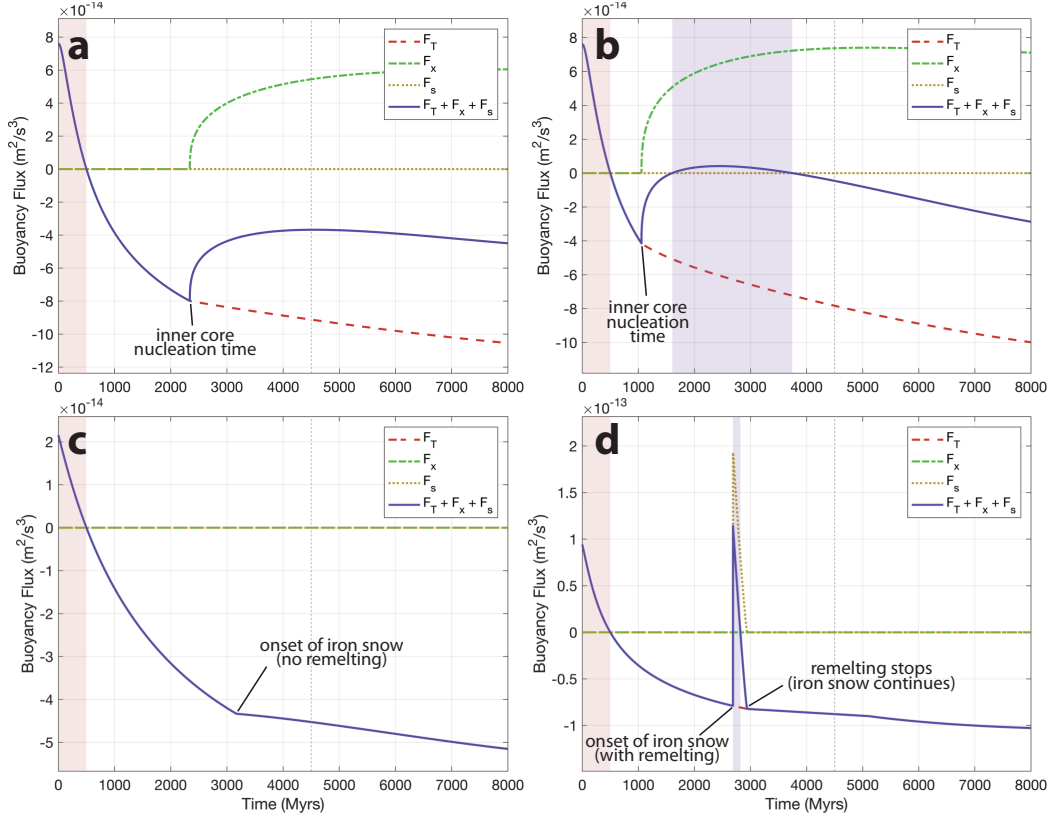 ×10⁻¹⁴
a
8
6
4
2
0
-2
-4
-6
-8
-10
-12
Buoyancy Flux (m²/s³)
F_T
F_x
F_s
F_T + F_x + F_s
inner core
nucleation time
0 1000 2000 3000 4000 5000 6000 7000 8000
×10⁻¹⁴
b
8
6
4
2
0
-2
-4
-6
-8
-10
Buoyancy Flux (m²/s³)
F_T
F_x
F_s
F_T + F_x + F_s
inner core
nucleation
time
0 1000 2000 3000 4000 5000 6000 7000 8000
×10⁻¹⁴
c
2
1
0
-1
-2
-3
-4
-5
Buoyancy Flux (m²/s³)
F_T
F_x
F_s
F_T + F_x + F_s
onset of iron snow
(no remelting)
0 1000 2000 3000 4000 5000 6000 7000 8000
Time (Myrs)
×10⁻¹³
d
2
1.5
1
0.5
0
-0.5
-1
Buoyancy Flux (m²/s³)
F_T
F_x
F_s
F_T + F_x + F_s
remelting stops
(iron snow continues)
onset of iron snow
(with remelting)
0 1000 2000 3000 4000 5000 6000 7000 8000
Time (Myrs)